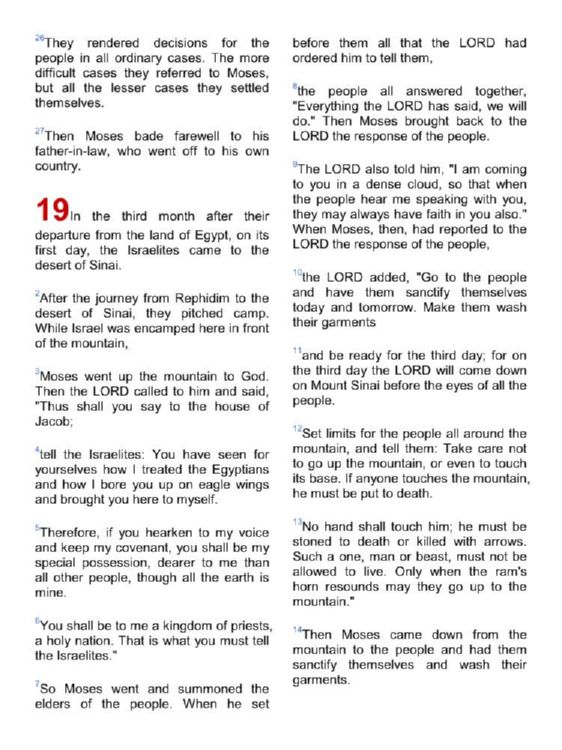 26They rendered decisions for the
people in all ordinary cases. The more
difficult cases they referred to Moses,
but all the lesser cases they settled
themselves.
27Then Moses bade farewell to his
father-in-law, who went off to his own
country.
19In the third month after their
departure from the land of Egypt, on its
first day, the Israelites came to the
desert of Sinai.
2After the journey from Rephidim to the
desert of Sinai, they pitched camp.
While Israel was encamped here in front
of the mountain,
3Moses went up the mountain to God.
Then the LORD called to him and said,
"Thus shall you say to the house of
Jacob;
4tell the Israelites: You have seen for
yourselves how I treated the Egyptians
and how I bore you up on eagle wings
and brought you here to myself.
5Therefore, if you hearken to my voice
and keep my covenant, you shall be my
special possession, dearer to me than
all other people, though all the earth is
mine.
6You shall be to me a kingdom of priests,
a holy nation. That is what you must tell
the Israelites."
7So Moses went and summoned the
elders of the people. When he set
before them all that the LORD had
ordered him to tell them,
8the people all answered together,
"Everything the LORD has said, we will
do." Then Moses brought back to the
LORD the response of the people.
9The LORD also told him, "I am coming
to you in a dense cloud, so that when
the people hear me speaking with you,
they may always have faith in you also."
When Moses, then, had reported to the
LORD the response of the people,
10the LORD added, "Go to the people
and have them sanctify themselves
today and tomorrow. Make them wash
their garments
11and be ready for the third day; for on
the third day the LORD will come down
on Mount Sinai before the eyes of all the
people.
12Set limits for the people all around the
mountain, and tell them: Take care not
to go up the mountain, or even to touch
its base. If anyone touches the mountain,
he must be put to death.
13No hand shall touch him; he must be
stoned to death or killed with arrows.
Such a one, man or beast, must not be
allowed to live. Only when the ram's
horn resounds may they go up to the
mountain."
14Then Moses came down from the
mountain to the people and had them
sanctify themselves and wash their
garments.